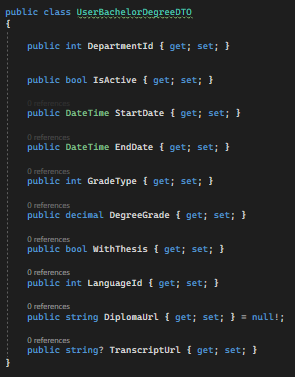 public class UserBachelorDegreeDTO
{
public int DepartmentId { get; set; }
public bool IsActive { get; set; }
0 references
public DateTime StartDate { get; set; }
0 references
public DateTime EndDate { get; set; }
0 references
public int GradeType { get; set; }
0 references
public decimal DegreeGrade { get; set; }
0 references
public bool WithThesis { get; set; }
0 references
public int LanguageId { get; set; }
0 references
public string DiplomaUrl { get; set; } = null!;
0 references
public string? TranscriptUrl { get; set; }
}